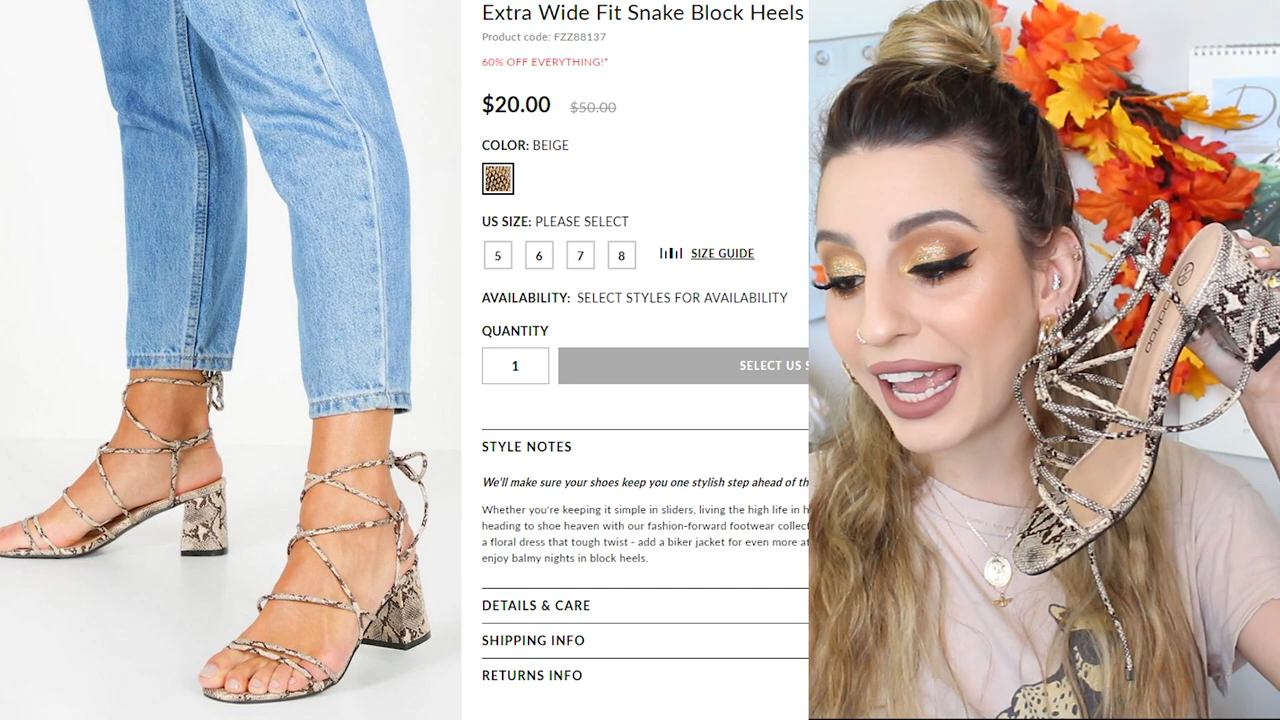 Extra Wide Fit Snake Block Heels
Product code: FZZ88137
60% OFF EVERYTHING!*
$20.00 $50.00
COLOR: BEIGE
US SIZE: PLEASE SELECT
5 6 7 8 SIZE GUIDE
AVAILABILITY: SELECT STYLES FOR AVAILABILITY
QUANTITY
1 SELECT US
STYLE NOTES
We'll make sure your shoes keep you one stylish step ahead of
Whether you're keeping it simple in sliders, living the high life in
heading to shoe heaven with our fashion-forward footwear
a floral dress that tough twist - add a biker jacket for even more
enjoy balmy nights in block heels.
DETAILS & CARE
SHIPPING INFO
RETURNS INFO
boohoo